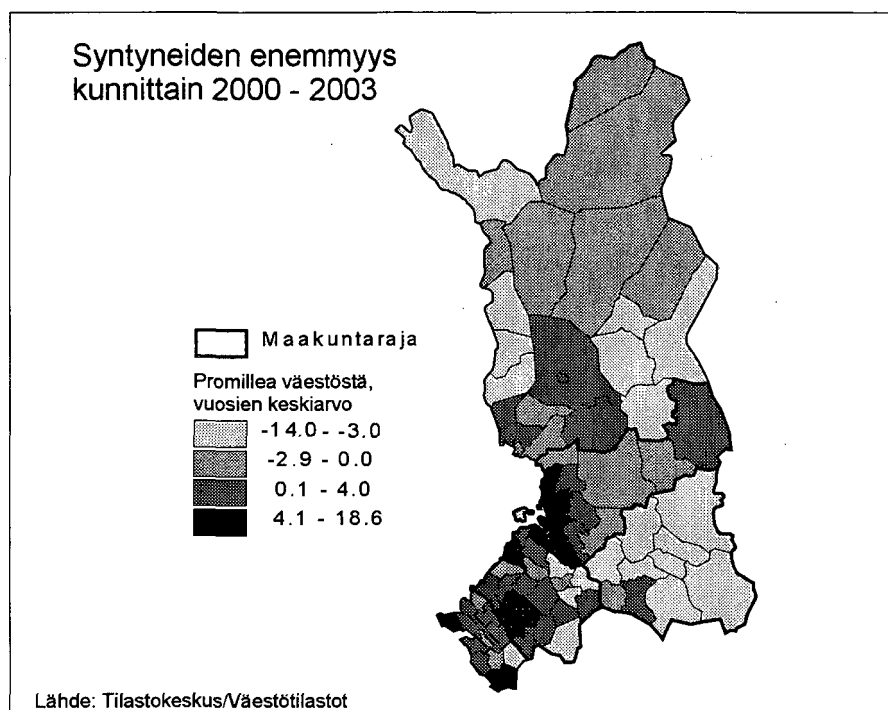 Syntyneiden enemmyys
kunnittain 2000 - 2003
Maakuntaraja
Promillea väestöstä,
vuosien keskiarvo
-14.0 - -3.0
-2.9 - 0.0
0.1 - 4.0
4.1 - 18.6
Lähde: Tilastokeskus/Väestötilastot